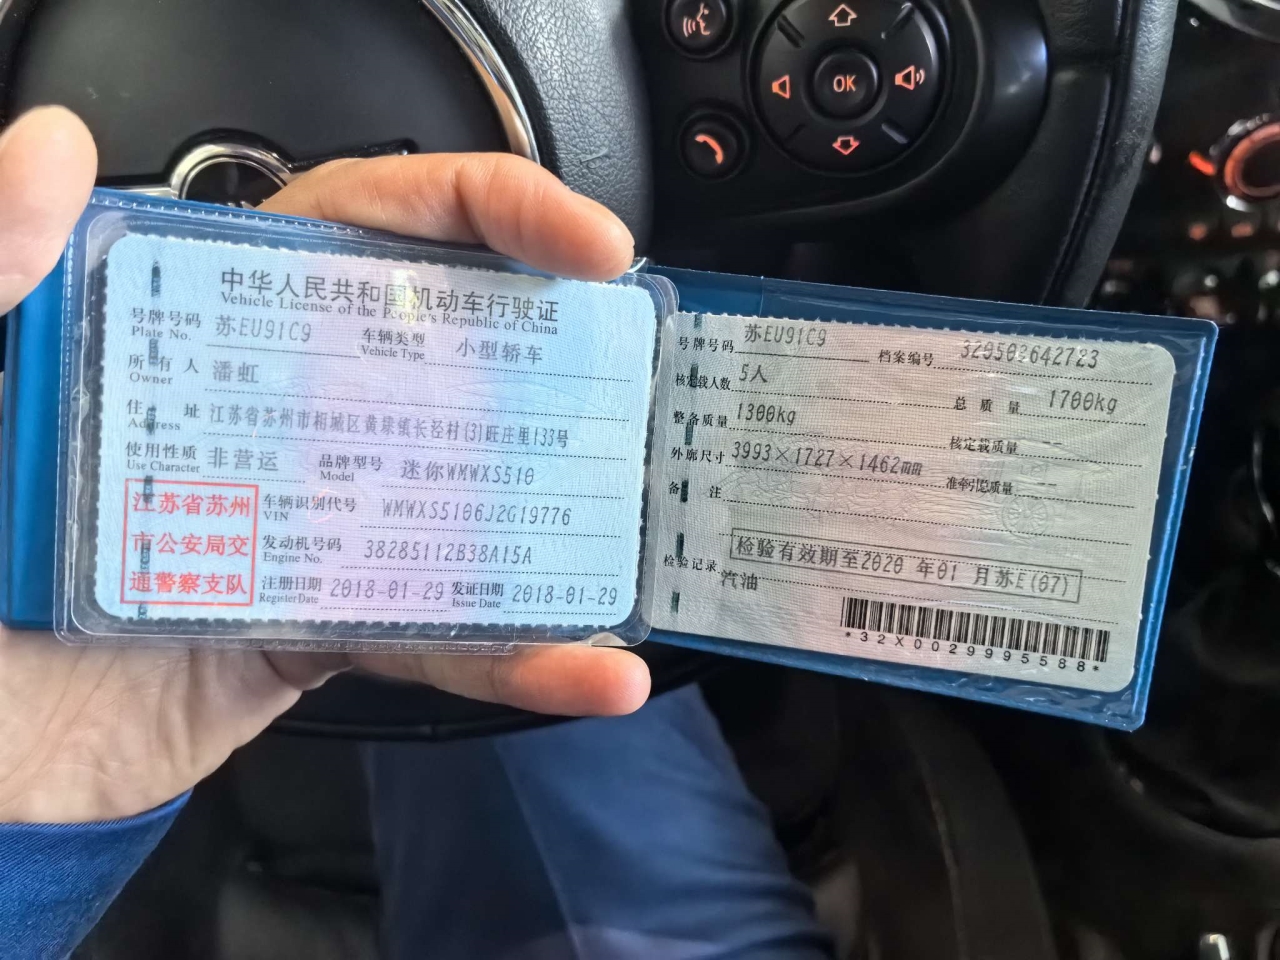 中华人民共和国机动车行驶证
Vehicle License of the People's Republic of China
号牌号码 苏EU91C9 车辆类型 小型轿车
Plate No. Vehicle Type
所有人 潘虹
Owner
住址 江苏省苏州市相城区黄埭镇长泾村(3)旺庄里133号
Address
使用性质 非营运 品牌型号 迷你WMWXS510
Use Character Model
江苏省苏州
市公安局交
通警察支队
车辆识别代号 WMWXS5106J2G19776
VIN
发动机号码 38285112B38A15A
Engine No.
注册日期 2018-01-29 发证日期 2018-01-29
Register Date Issue Date
号牌号码 苏EU91C9 档案编号 320502642723
核定载人数 5人 总质量 1700kg
整备质量 1300kg 核定载质量 --
外廓尺寸 3993×1727×1462mm 准牵引总质量 --
备注
检验记录 检验有效期至2020年01月苏E(07)
汽油
*32X0029995588*
OK